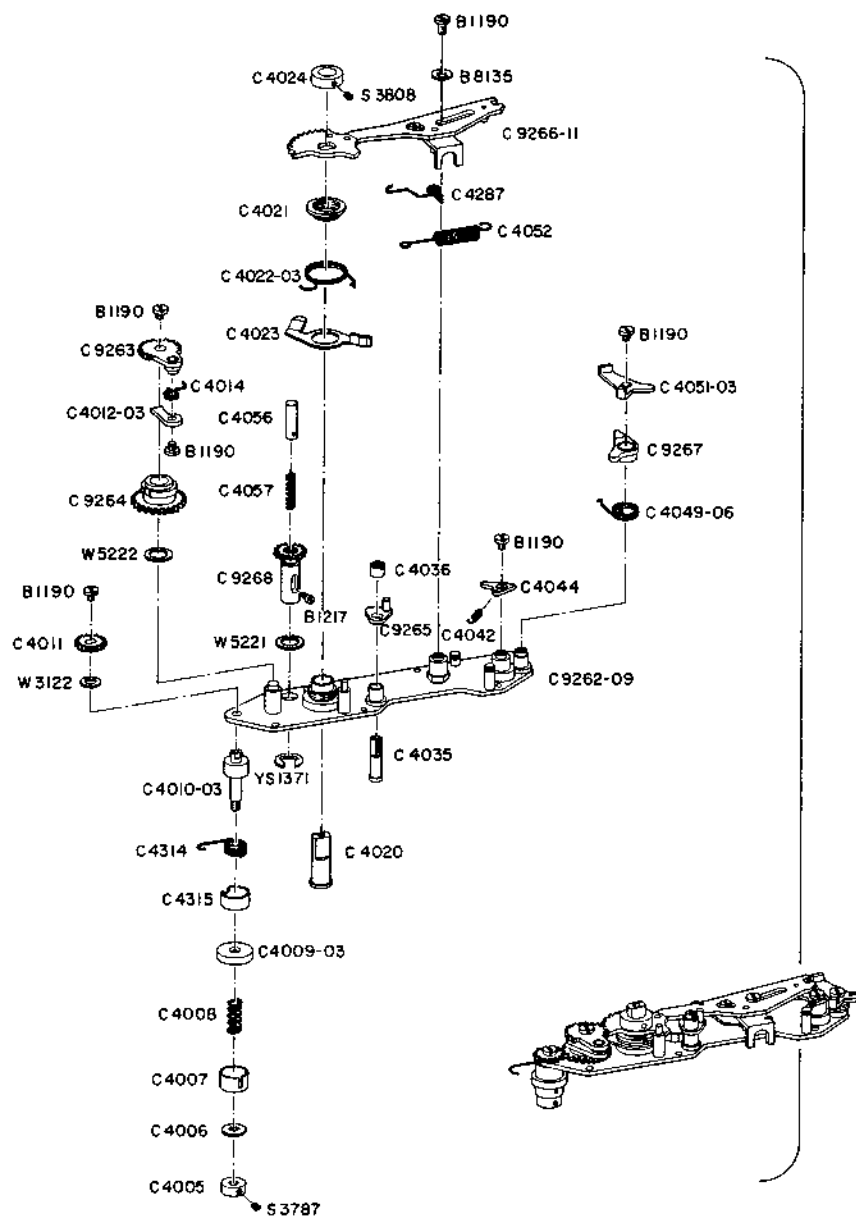 B1190
C4024
B8135
S3808
C9266-11
C4287
C4021
C4052
C4022-03
B1190
C4023
B1190
C9263
C4014
C4051-03
C4012-03
C4056
B1190
C9267
C4057
C9264
C4049-06
B1190
W5222
C4036
C9268
C4044
B1190
B1217
C4011
W5221
C9265
C4042
W3122
C9262-09
C4035
YS1371
C4010-03
C4314
C4020
C4315
C4009-03
C4008
C4007
C4006
C4005
S3787